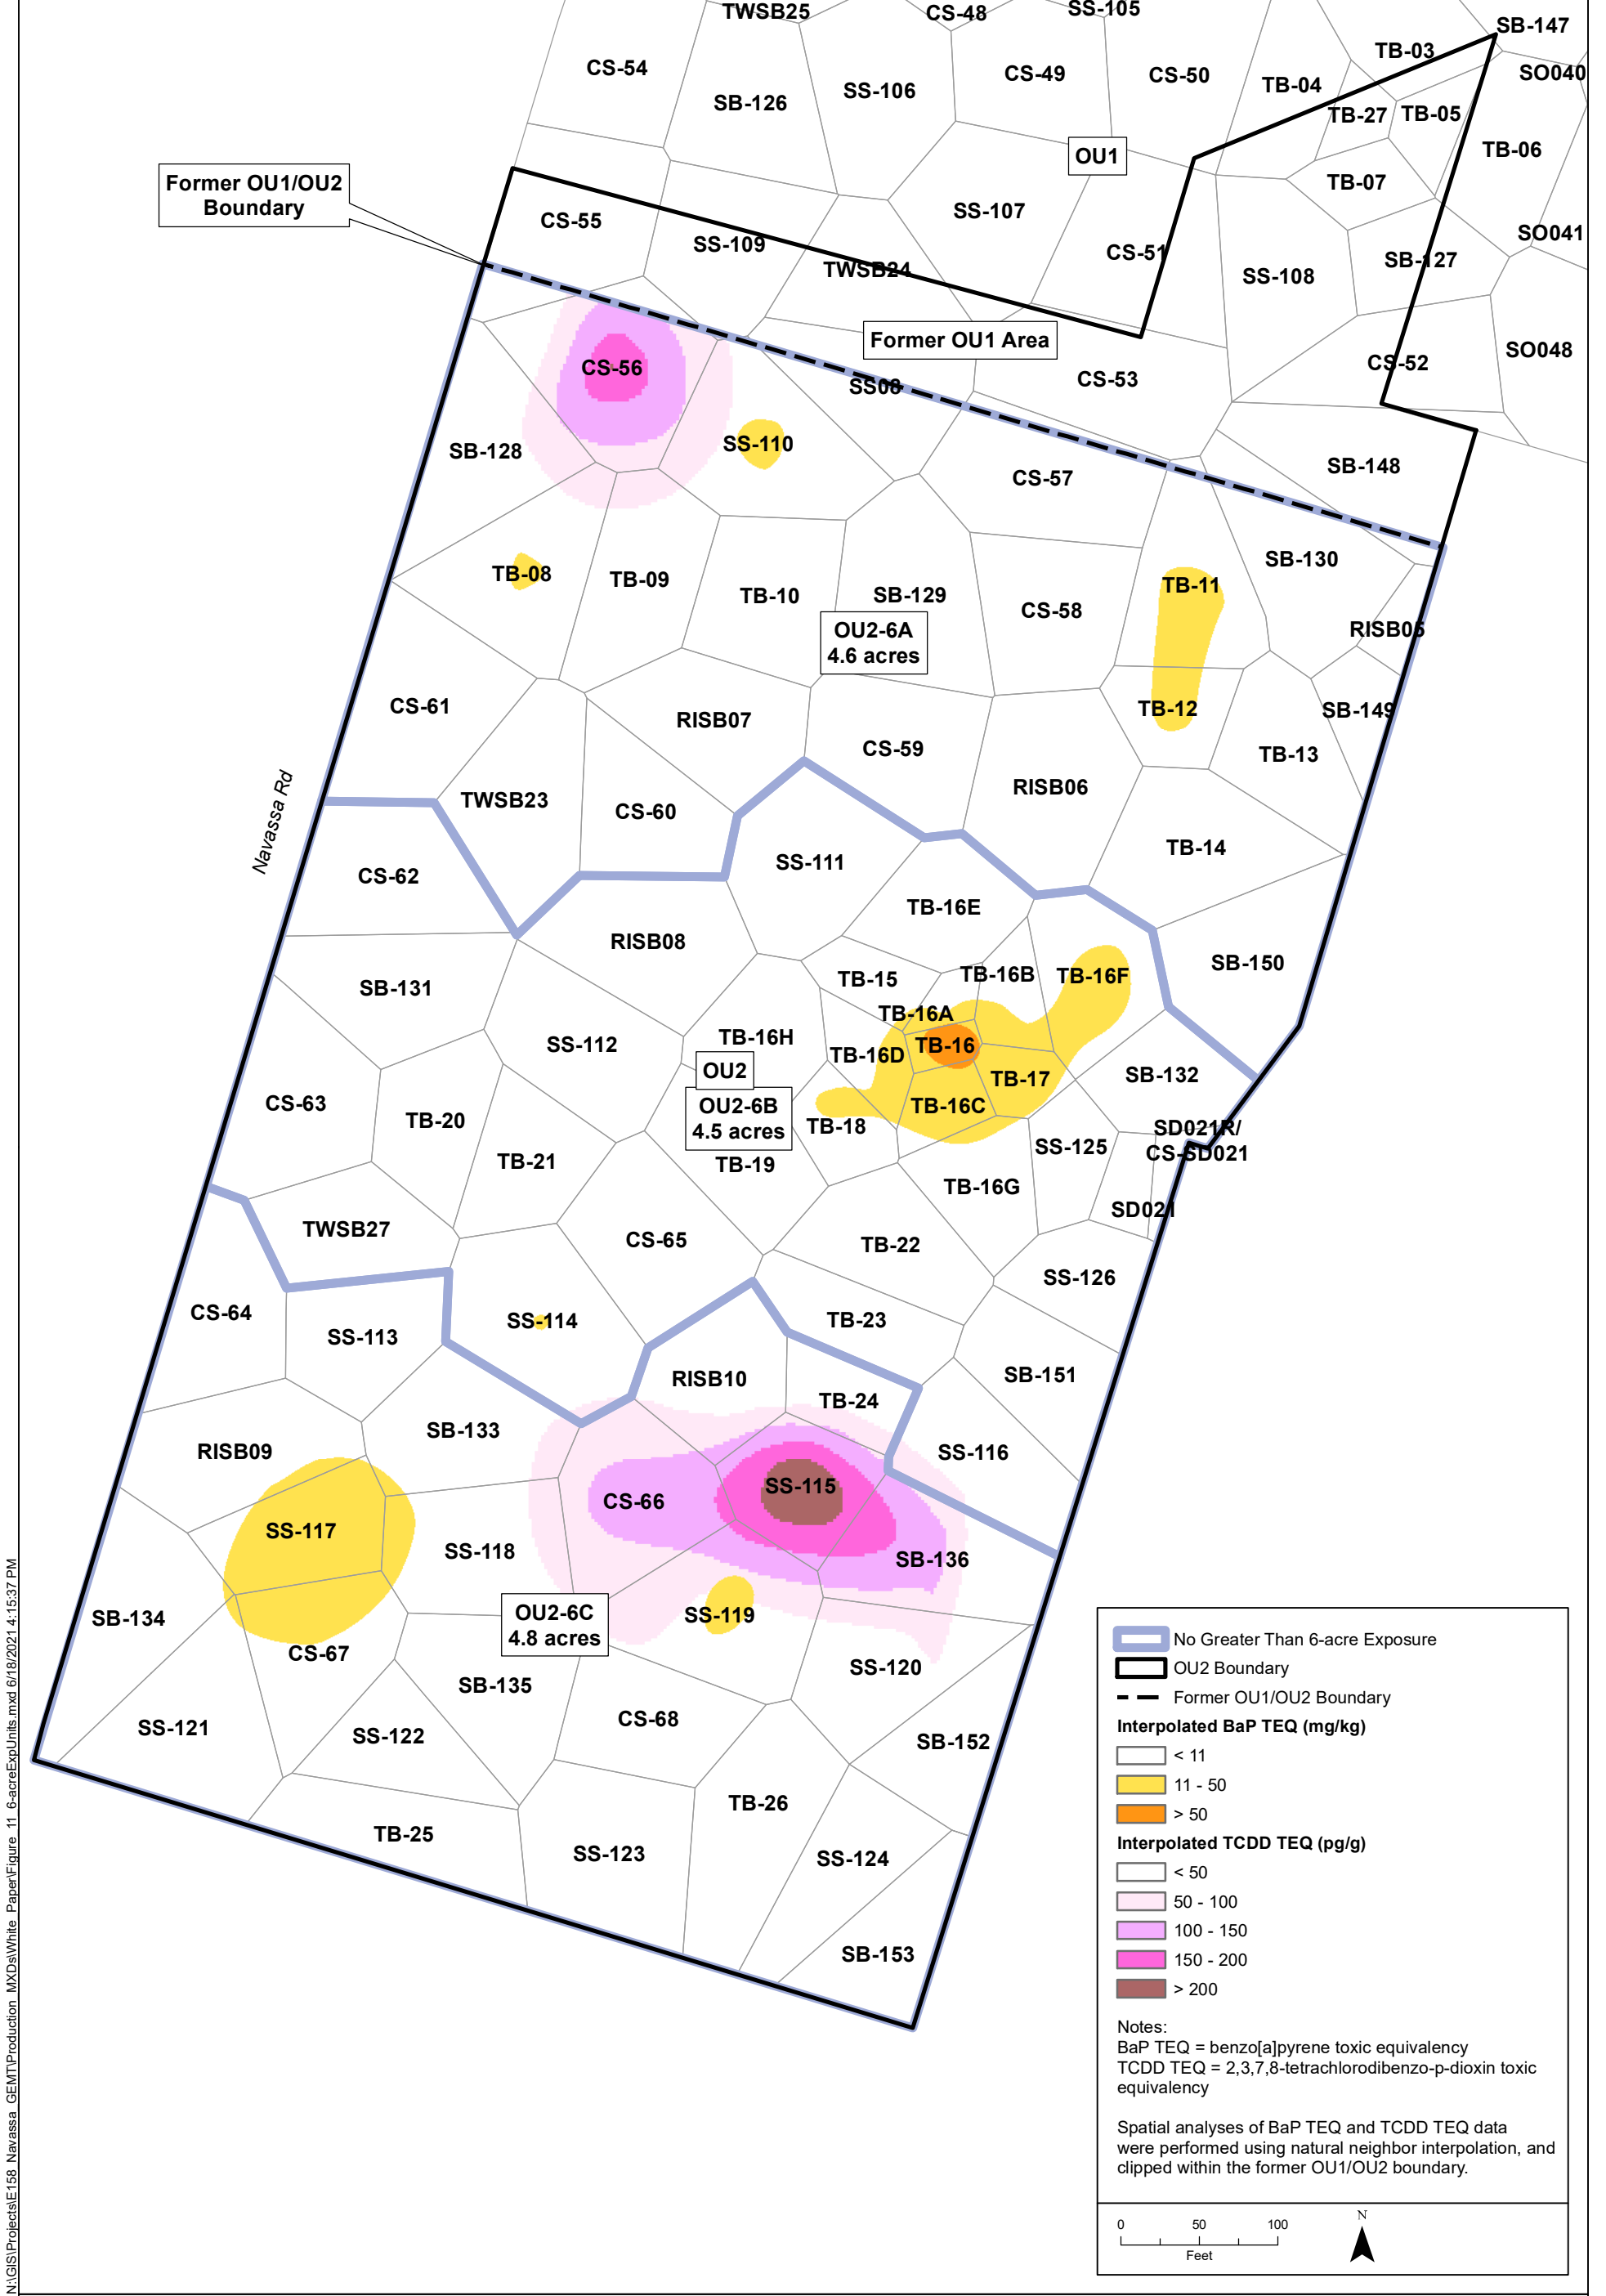 TWSB25
CS-48
SS-105
SB-147
TB-03
CS-54
CS-49
CS-50
SO040
TB-04
SS-106
SB-126
TB-27
TB-05
OU1
TB-06
Former OU1/OU2
Boundary
TB-07
CS-55
SS-107
SO041
SS-109
CS-51
SB-127
TWSB24
SS-108
Former OU1 Area
SO048
CS-56
CS-52
CS-53
SS08
SS-110
SB-128
SB-148
CS-57
SB-130
TB-08
TB-09
TB-11
TB-10
SB-129
CS-58
RISB05
OU2-6A
4.6 acres
CS-61
TB-12
SB-149
RISB07
CS-59
TB-13
RISB06
Navassa Rd
TWSB23
CS-60
TB-14
SS-111
CS-62
TB-16E
RISB08
SB-150
TB-16B
TB-16F
TB-15
SB-131
TB-16A
TB-16H
SS-112
TB-16
TB-16D
OU2
SB-132
TB-17
CS-63
TB-16C
OU2-6B
4.5 acres
TB-20
TB-18
SD021R/
CS-SD021
SS-125
TB-21
TB-19
TB-16G
SD021
TWSB27
CS-65
TB-22
SS-126
CS-64
SS-114
TB-23
SS-113
SB-151
RISB10
TB-24
SB-133
RISB09
SS-116
SS-115
CS-66
SS-117
SS-118
SB-136
OU2-6C
4.8 acres
SS-119
SB-134
CS-67
SS-120
SB-135
CS-68
SS-121
SS-122
SB-152
TB-26
TB-25
SS-123
SS-124
SB-153
No Greater Than 6-acre Exposure
OU2 Boundary
Former OU1/OU2 Boundary
Interpolated BaP TEQ (mg/kg)
< 11
11 - 50
> 50
Interpolated TCDD TEQ (pg/g)
< 50
50 - 100
100 - 150
150 - 200
> 200
Notes:
BaP TEQ = benzo[a]pyrene toxic equivalency
TCDD TEQ = 2,3,7,8-tetrachlorodibenzo-p-dioxin toxic
equivalency
Spatial analyses of BaP TEQ and TCDD TEQ data
were performed using natural neighbor interpolation, and
clipped within the former OU1/OU2 boundary.
0 50 100
Feet
N
N:\GIS\Projects\E158_Navassa_GEMT\Production_MXDs\White_Paper\Figure_11_6-acreExpUnits.mxd 6/18/2021 4:15:37 PM